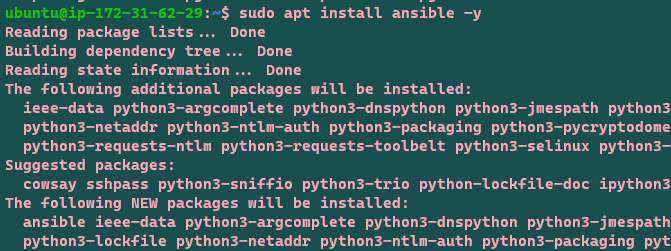 ubuntu@ip-172-31-62-29:~$ sudo apt install ansible -y
Reading package lists... Done
Building dependency tree... Done
Reading state information... Done
The following additional packages will be installed:
ieee-data python3-argcomplete python3-dnspython python3-jmespath python3
python3-netaddr python3-ntlm-auth python3-packaging python3-pycryptodome
python3-requests-ntlm python3-requests-toolbelt python3-selinux python3-
Suggested packages:
cowsay sshpass python3-sniffio python3-trio python-lockfile-doc ipython3
The following NEW packages will be installed:
ansible ieee-data python3-argcomplete python3-dnspython python3-jmespath
python3-lockfile python3-netaddr python3-ntlm-auth python3-packaging pyt